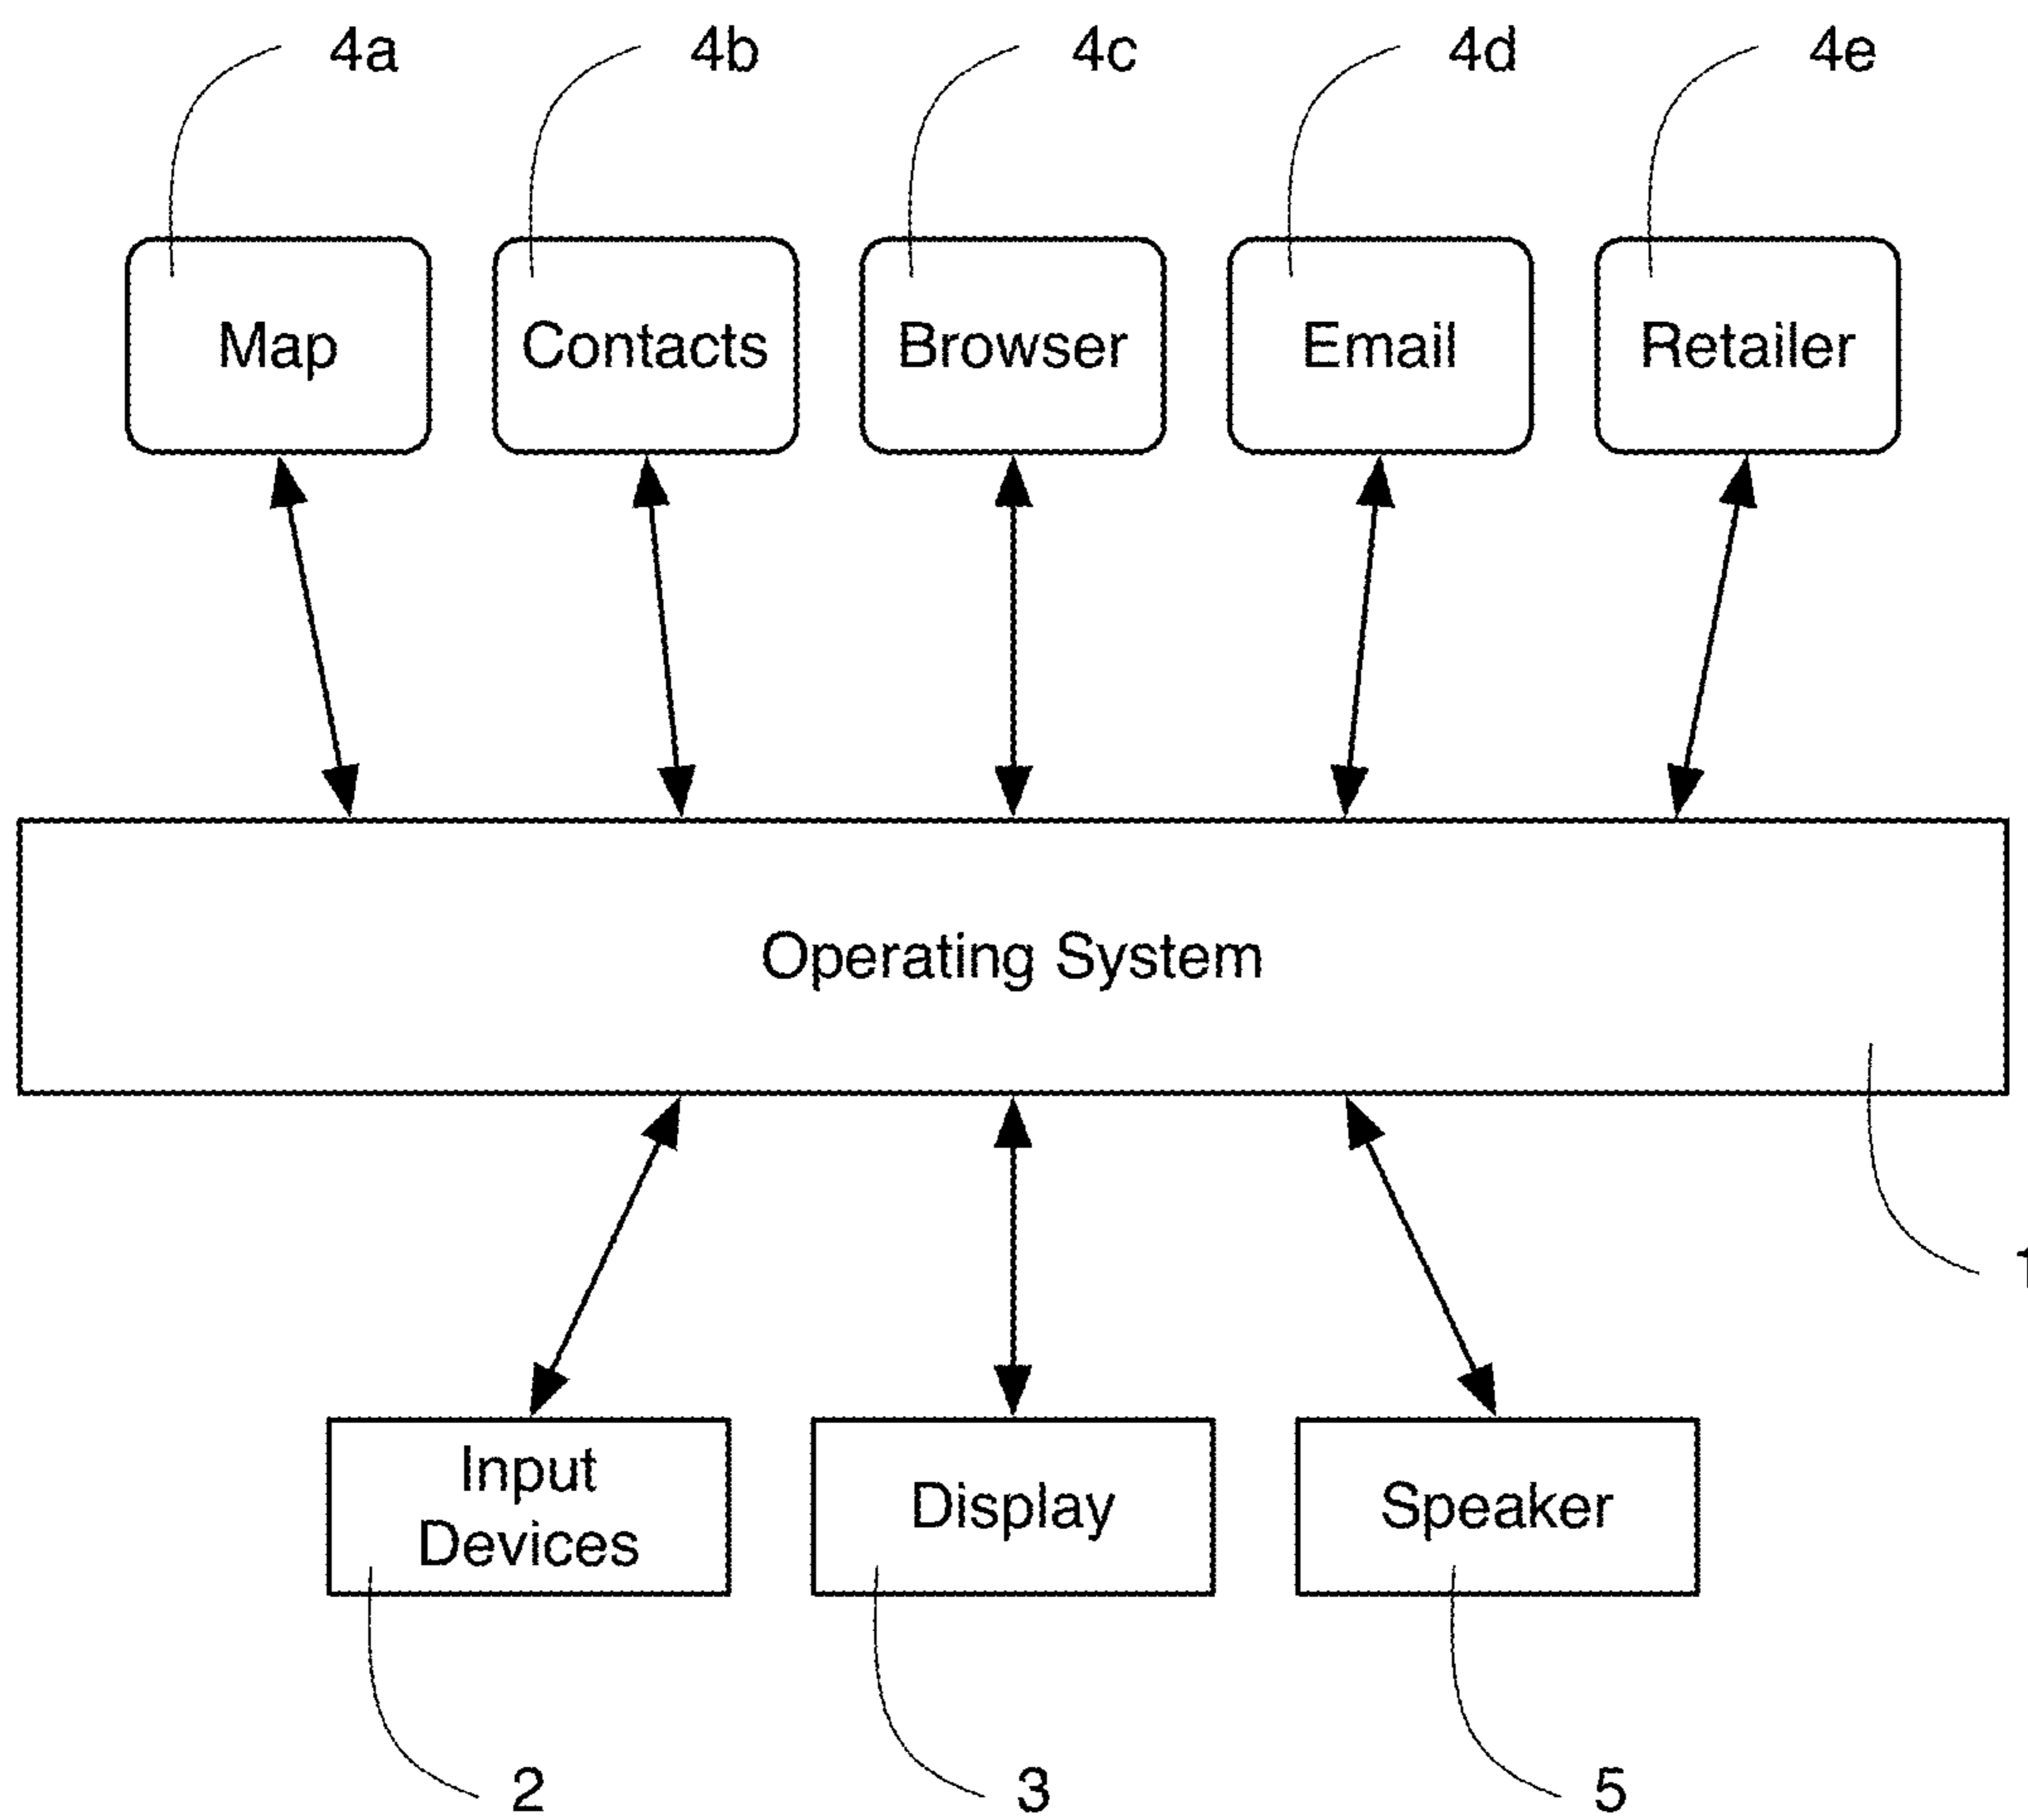 4a
4b
4c
4d
4e
Map
Contacts
Browser
Email
Retailer
Operating System
1
Input
Devices
Display
Speaker
2
3
5